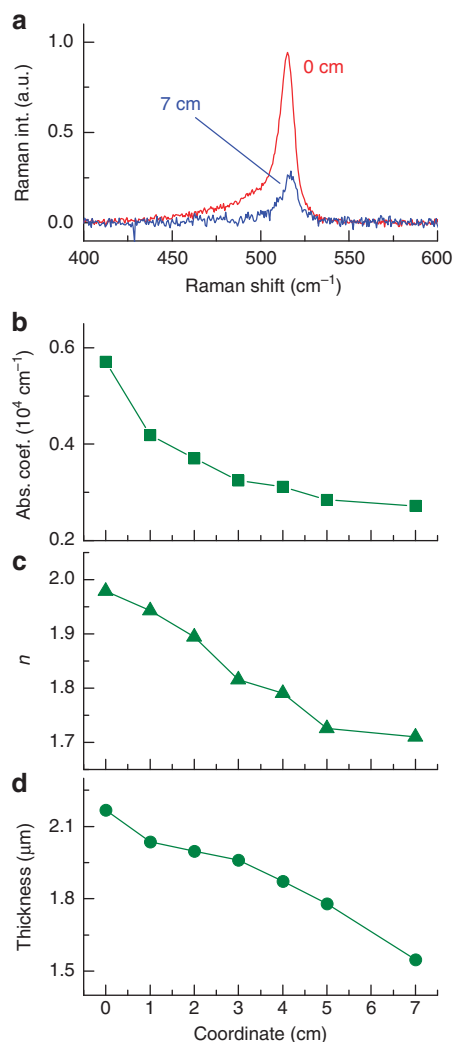 a
1.0
0.5
0.0
Raman int. (a.u.)
0 cm
7 cm
400 450 500 550 600
Raman shift (cm⁻¹)
b
0.6
0.4
0.2
Abs. coef. (10⁴ cm⁻¹)
c
2.0
1.9
1.8
1.7
n
d
2.1
1.8
1.5
Thickness (μm)
0 1 2 3 4 5 6 7
Coordinate (cm)